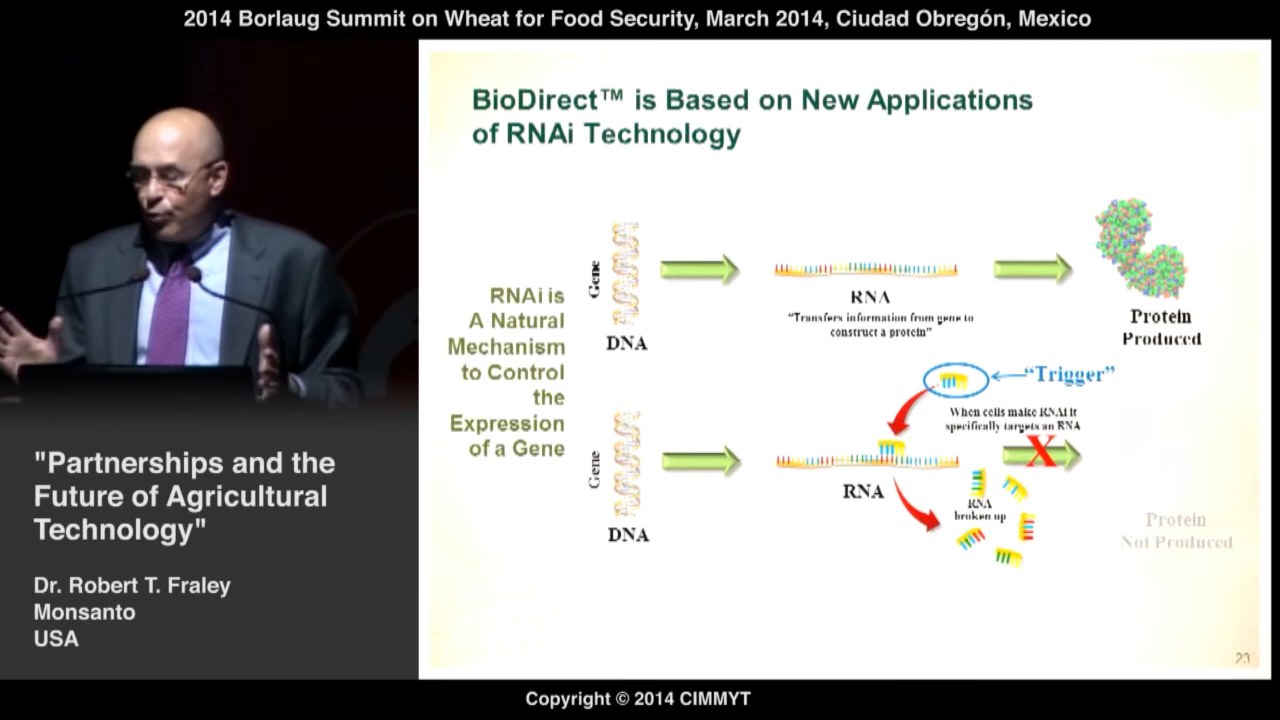 2014 Borlaug Summit on Wheat for Food Security, March 2014, Ciudad Obregón, Mexico
BioDirect™ is Based on New Applications
of RNAi Technology
RNAi is
A Natural
Mechanism
to Control
the
Expression
of a Gene
Gene
DNA
RNA
"Transfers information from gene to
construct a protein"
Protein
Produced
"Trigger"
When cells make RNAi it
specifically targets an RNA
Gene
DNA
RNA
X
RNA
broken up
Protein
Not Produced
23
"Partnerships and the
Future of Agricultural
Technology"
Dr. Robert T. Fraley
Monsanto
USA
Copyright © 2014 CIMMYT